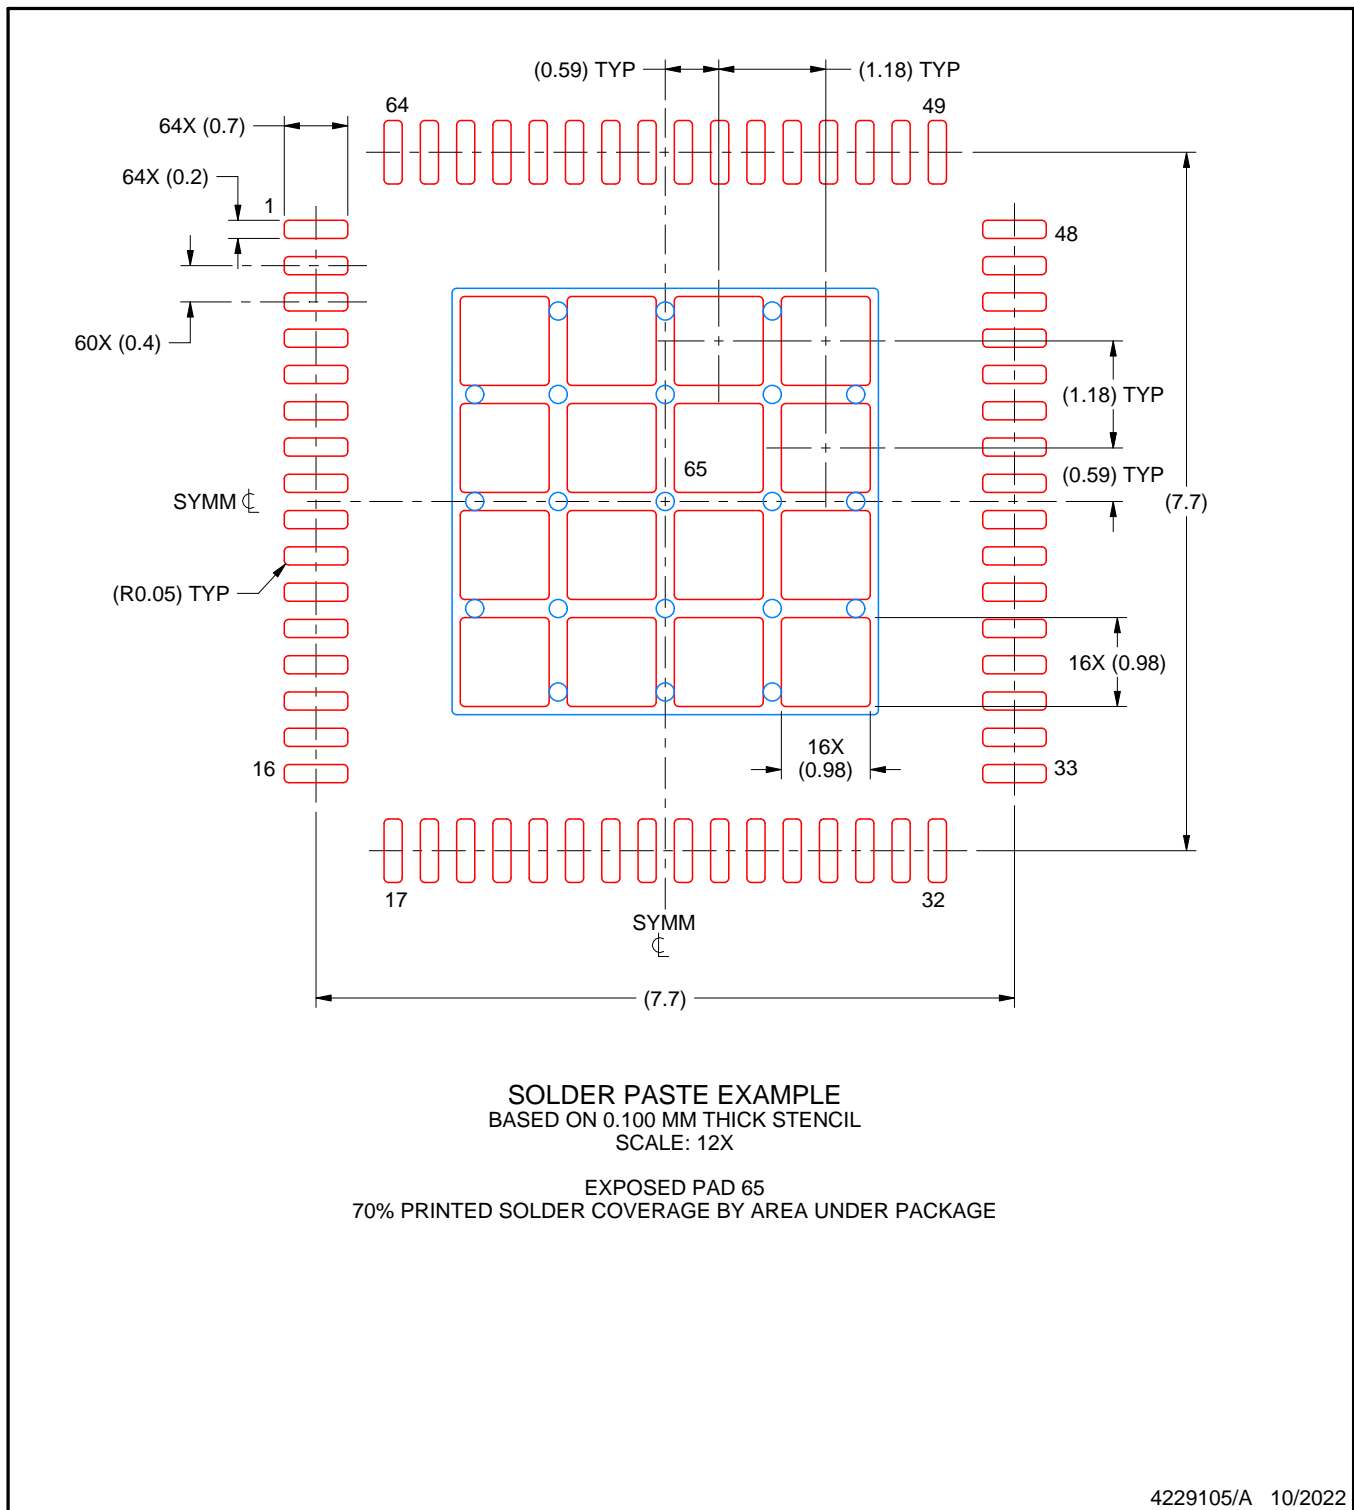 (0.59) TYP
(1.18) TYP
64X (0.7)
64
49
64X (0.2)
1
48
60X (0.4)
(1.18) TYP
65
(0.59) TYP
SYMM ℄
(7.7)
(R0.05) TYP
16X (0.98)
16X
(0.98)
16
33
17
32
SYMM
℄
(7.7)
SOLDER PASTE EXAMPLE
BASED ON 0.100 MM THICK STENCIL
SCALE: 12X
EXPOSED PAD 65
70% PRINTED SOLDER COVERAGE BY AREA UNDER PACKAGE
4229105/A 10/2022